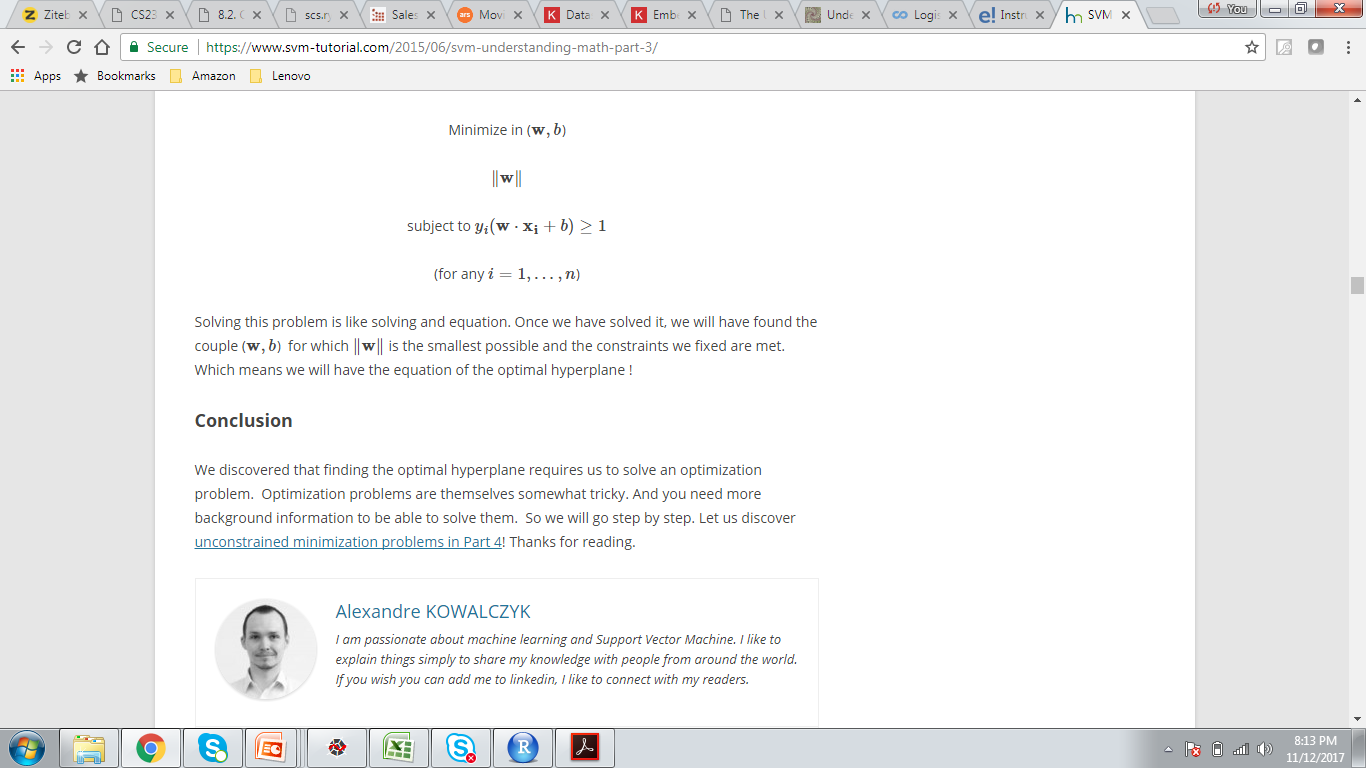 Ziteb CS23 8.2. C scs.ry Sales Movi Data Embe The Unde Logis Instru SVM You
Secure https://www.svm-tutorial.com/2015/06/svm-understanding-math-part-3/
Apps Bookmarks Amazon Lenovo
Minimize in (w, b)
‖w‖
subject to yᵢ(w · xᵢ + b) ≥ 1
(for any i = 1, . . . , n)
Solving this problem is like solving and equation. Once we have solved it, we will have found the
couple (w, b) for which ‖w‖ is the smallest possible and the constraints we fixed are met.
Which means we will have the equation of the optimal hyperplane !
Conclusion
We discovered that finding the optimal hyperplane requires us to solve an optimization
problem. Optimization problems are themselves somewhat tricky. And you need more
background information to be able to solve them. So we will go step by step. Let us discover
unconstrained minimization problems in Part 4! Thanks for reading.
Alexandre KOWALCZYK
I am passionate about machine learning and Support Vector Machine. I like to
explain things simply to share my knowledge with people from around the world.
If you wish you can add me to linkedin, I like to connect with my readers.
8:13 PM
11/12/2017